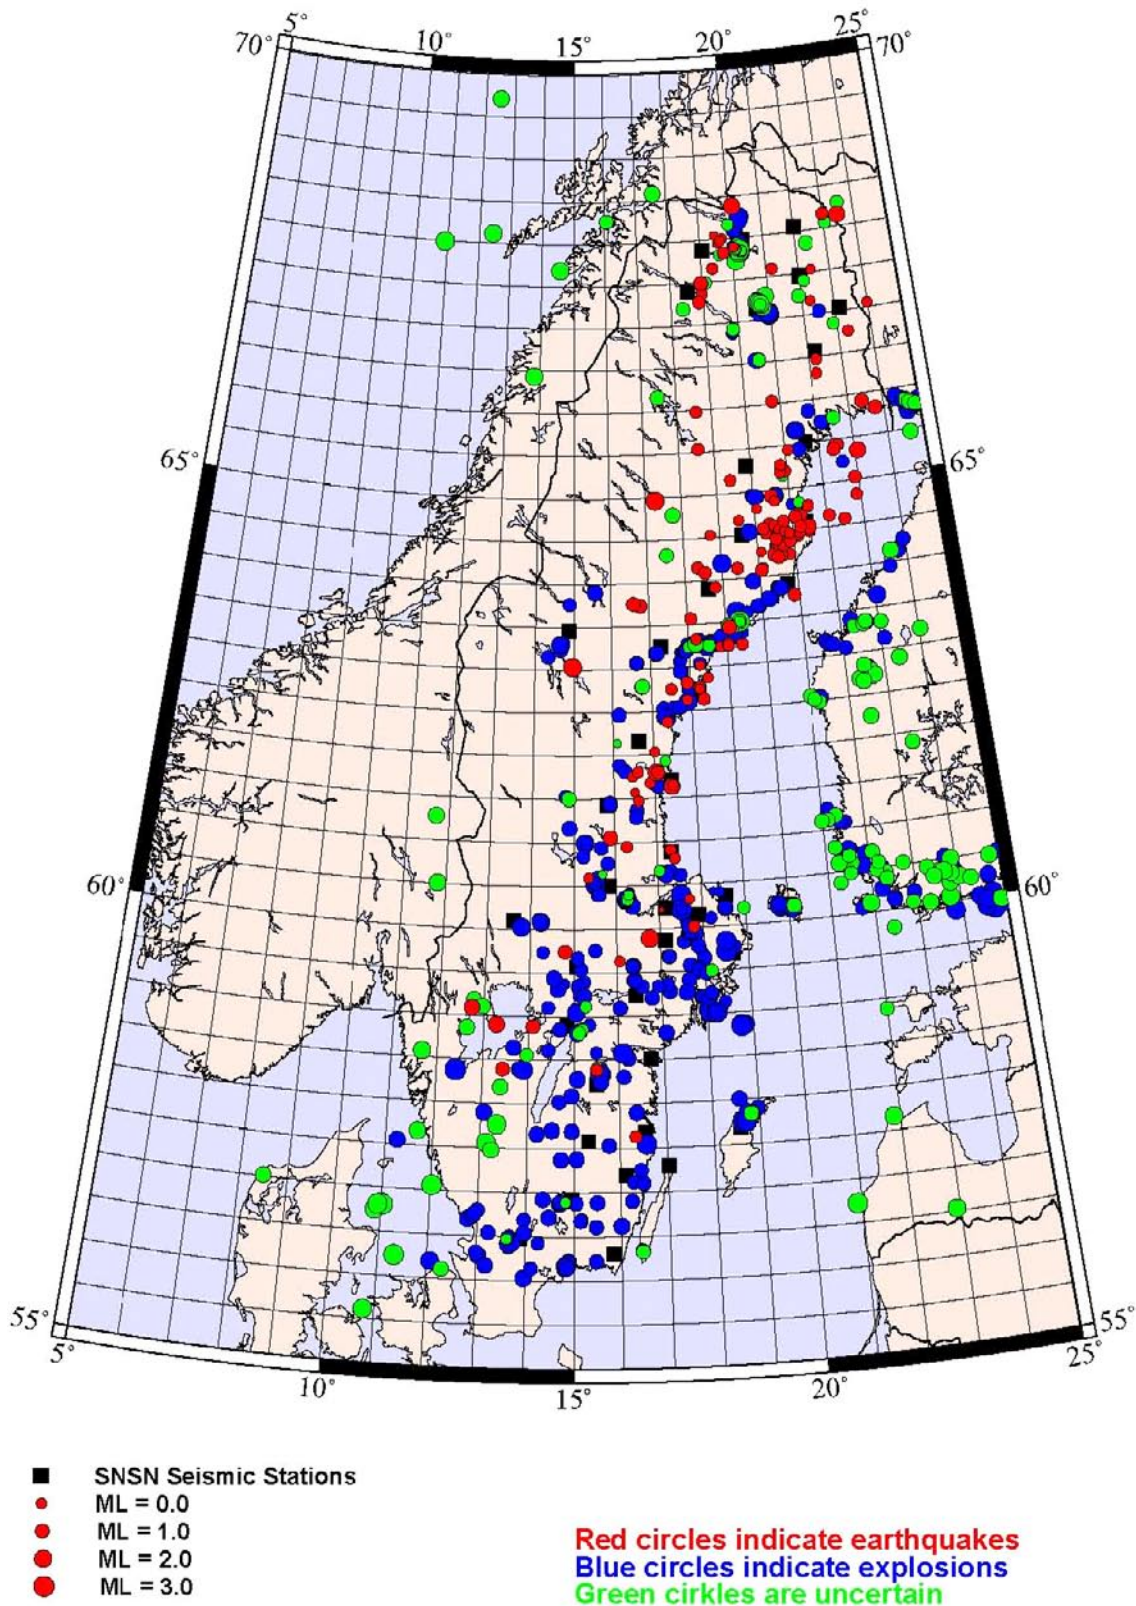 5° 25°
70° 10° 15° 20° 70°
65° 65°
60° 60°
55° 55°
5° 25°
10° 15° 20°
SNSN Seismic Stations
ML = 0.0
ML = 1.0
ML = 2.0
ML = 3.0
Red circles indicate earthquakes
Blue circles indicate explosions
Green cirkles are uncertain